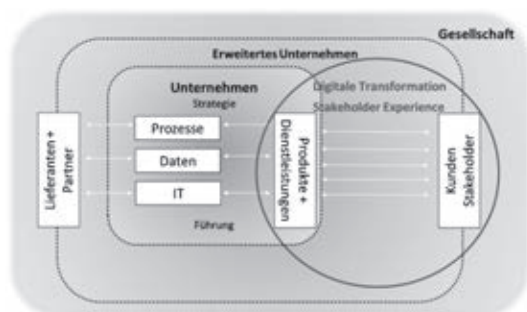 Gesellschaft
Erweitertes Unternehmen
Unternehmen
Strategie
Digitale Transformation
Stakeholder Experience
Lieferanten +
Partner
Prozesse
Daten
IT
Produkte +
Dienstleistungen
Kunden
Stakeholder
Führung